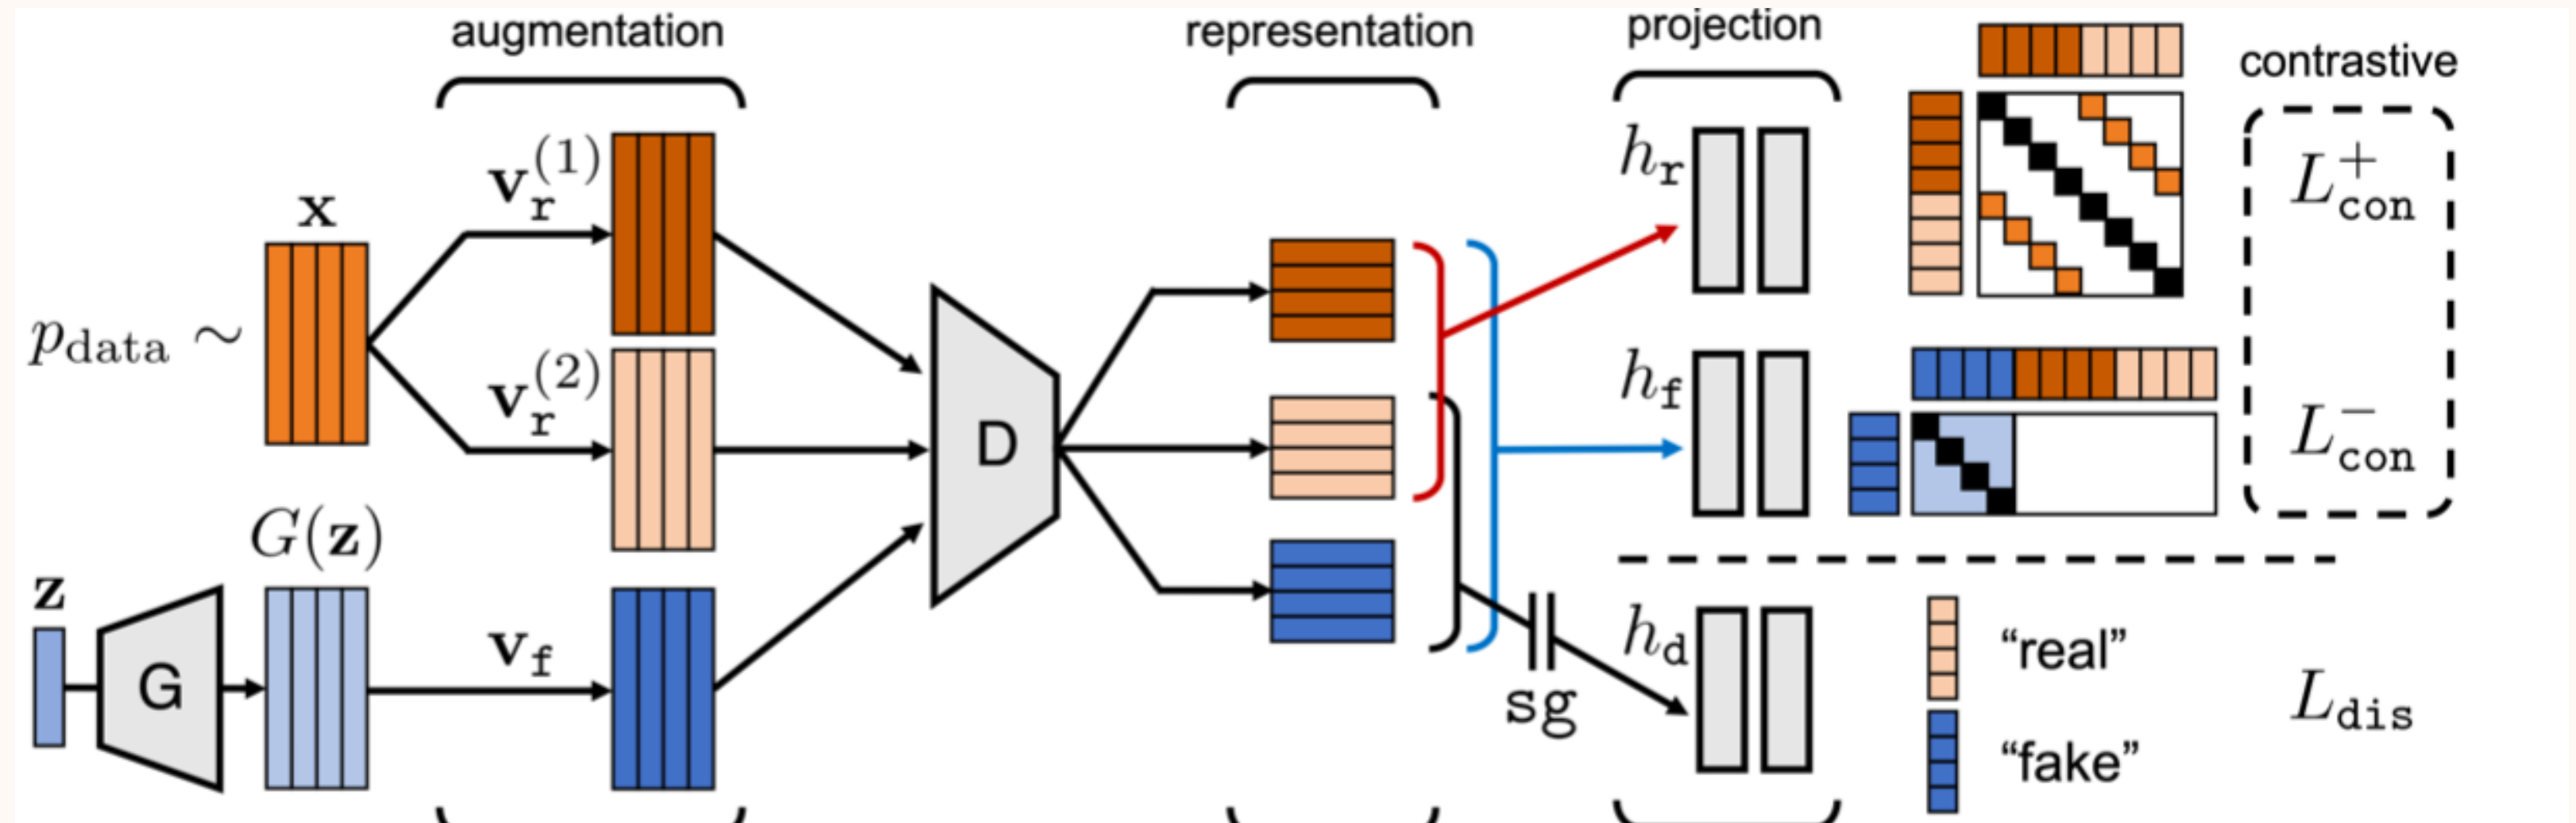 augmentation
representation
projection
contrastive
v_r^(1)
h_r
L_con^+
x
p_data ~
v_r^(2)
h_f
D
L_con^-
G(z)
z
G
v_f
sg
h_d
"real"
"fake"
L_dis